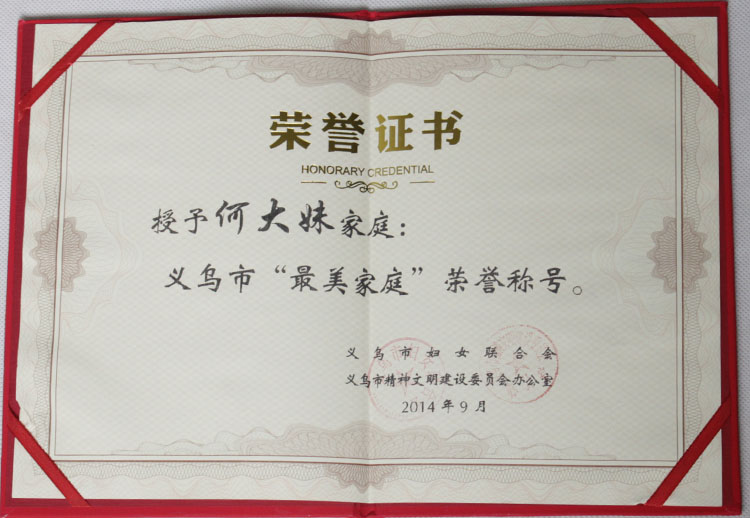 荣誉证书
HONORARY CREDENTIAL
授予何大妹家庭：
义乌市“最美家庭”荣誉称号。
义乌市妇女联合会
义乌市精神文明建设委员会办公室
2014年9月